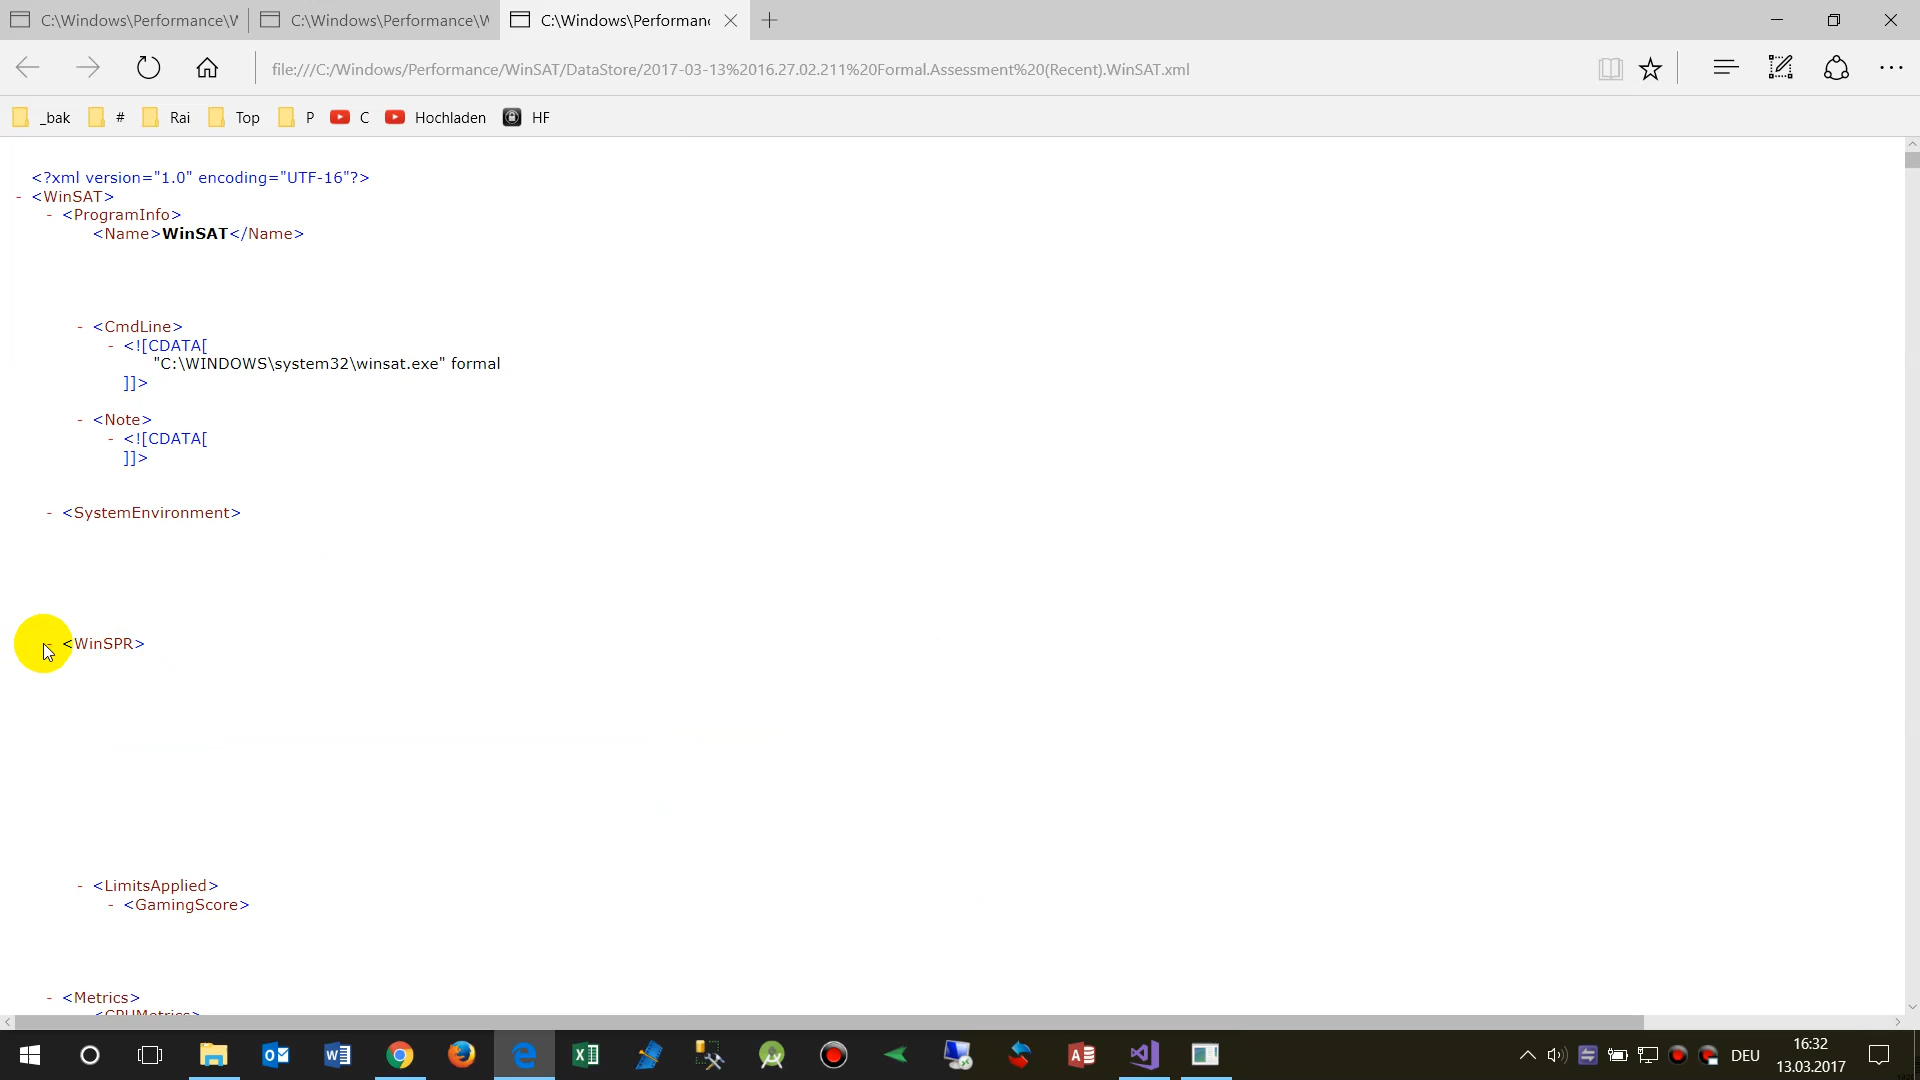 C:\Windows\Performance\W
C:\Windows\Performance\W
C:\Windows\Performanc
file:///C:/Windows/Performance/WinSAT/DataStore/2017-03-13%2016.27.02.211%20Formal.Assessment%20(Recent).WinSAT.xml
_bak # Rai Top P C Hochladen HF
<?xml version="1.0" encoding="UTF-16"?>
- <WinSAT>
- <ProgramInfo>
<Name>WinSAT</Name>
- <CmdLine>
- <![CDATA[
"C:\WINDOWS\system32\winsat.exe" formal
]]>
- <Note>
- <![CDATA[
]]>
- <SystemEnvironment>
- <WinSPR>
- <LimitsApplied>
- <GamingScore>
- <Metrics>
<CPUMetrics>
DEU
16:32
13.03.2017